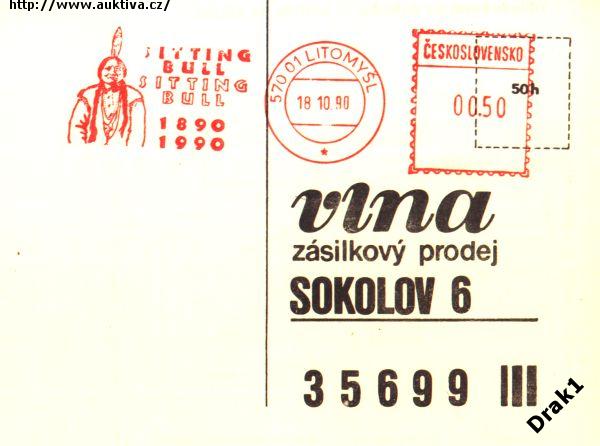 http://www.auktiva.cz/
SITTING
BULL
SITTING
BULL
1890
1990
570 01 LITOMYŠL
18 10.90
*
ČESKOSLOVENSKO
00.50
50h
vlna
zásilkový prodej
SOKOLOV 6
35699 III
Drak1